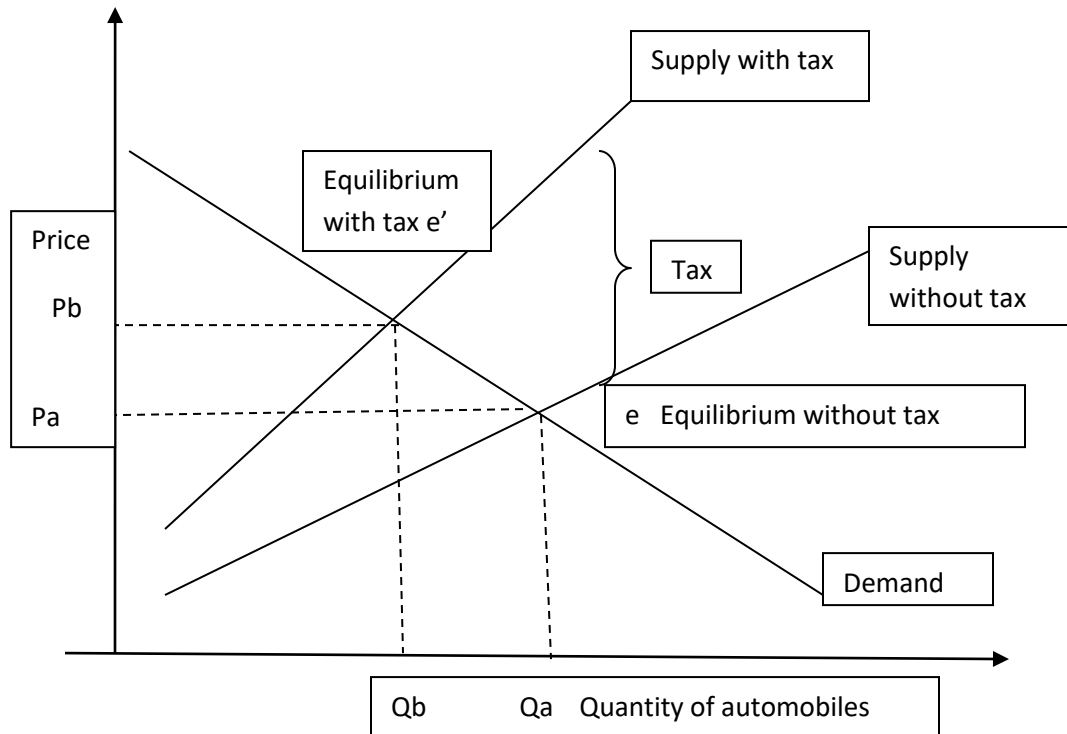 Supply with tax
Equilibrium
with tax e’
Price
Supply
without tax
Tax
Pb
Pa
e Equilibrium without tax
Demand
Qb Qa Quantity of automobiles